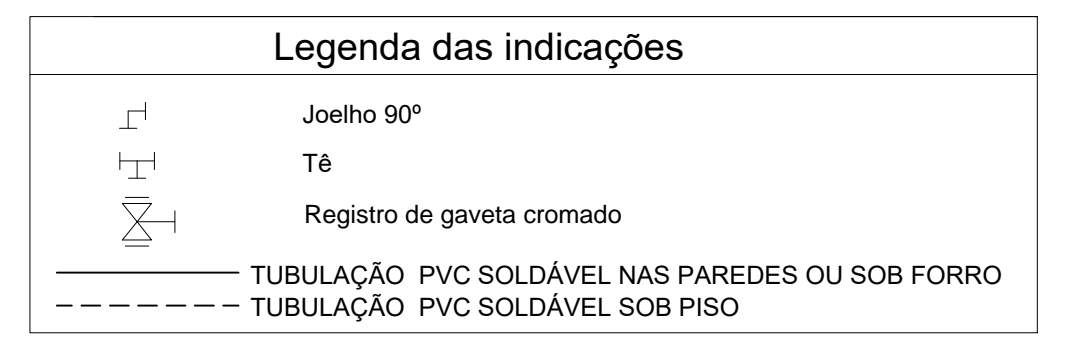 Legenda das indicações
Joelho 90º
Tê
Registro de gaveta cromado
TUBULAÇÃO PVC SOLDÁVEL NAS PAREDES OU SOB FORRO
TUBULAÇÃO PVC SOLDÁVEL SOB PISO